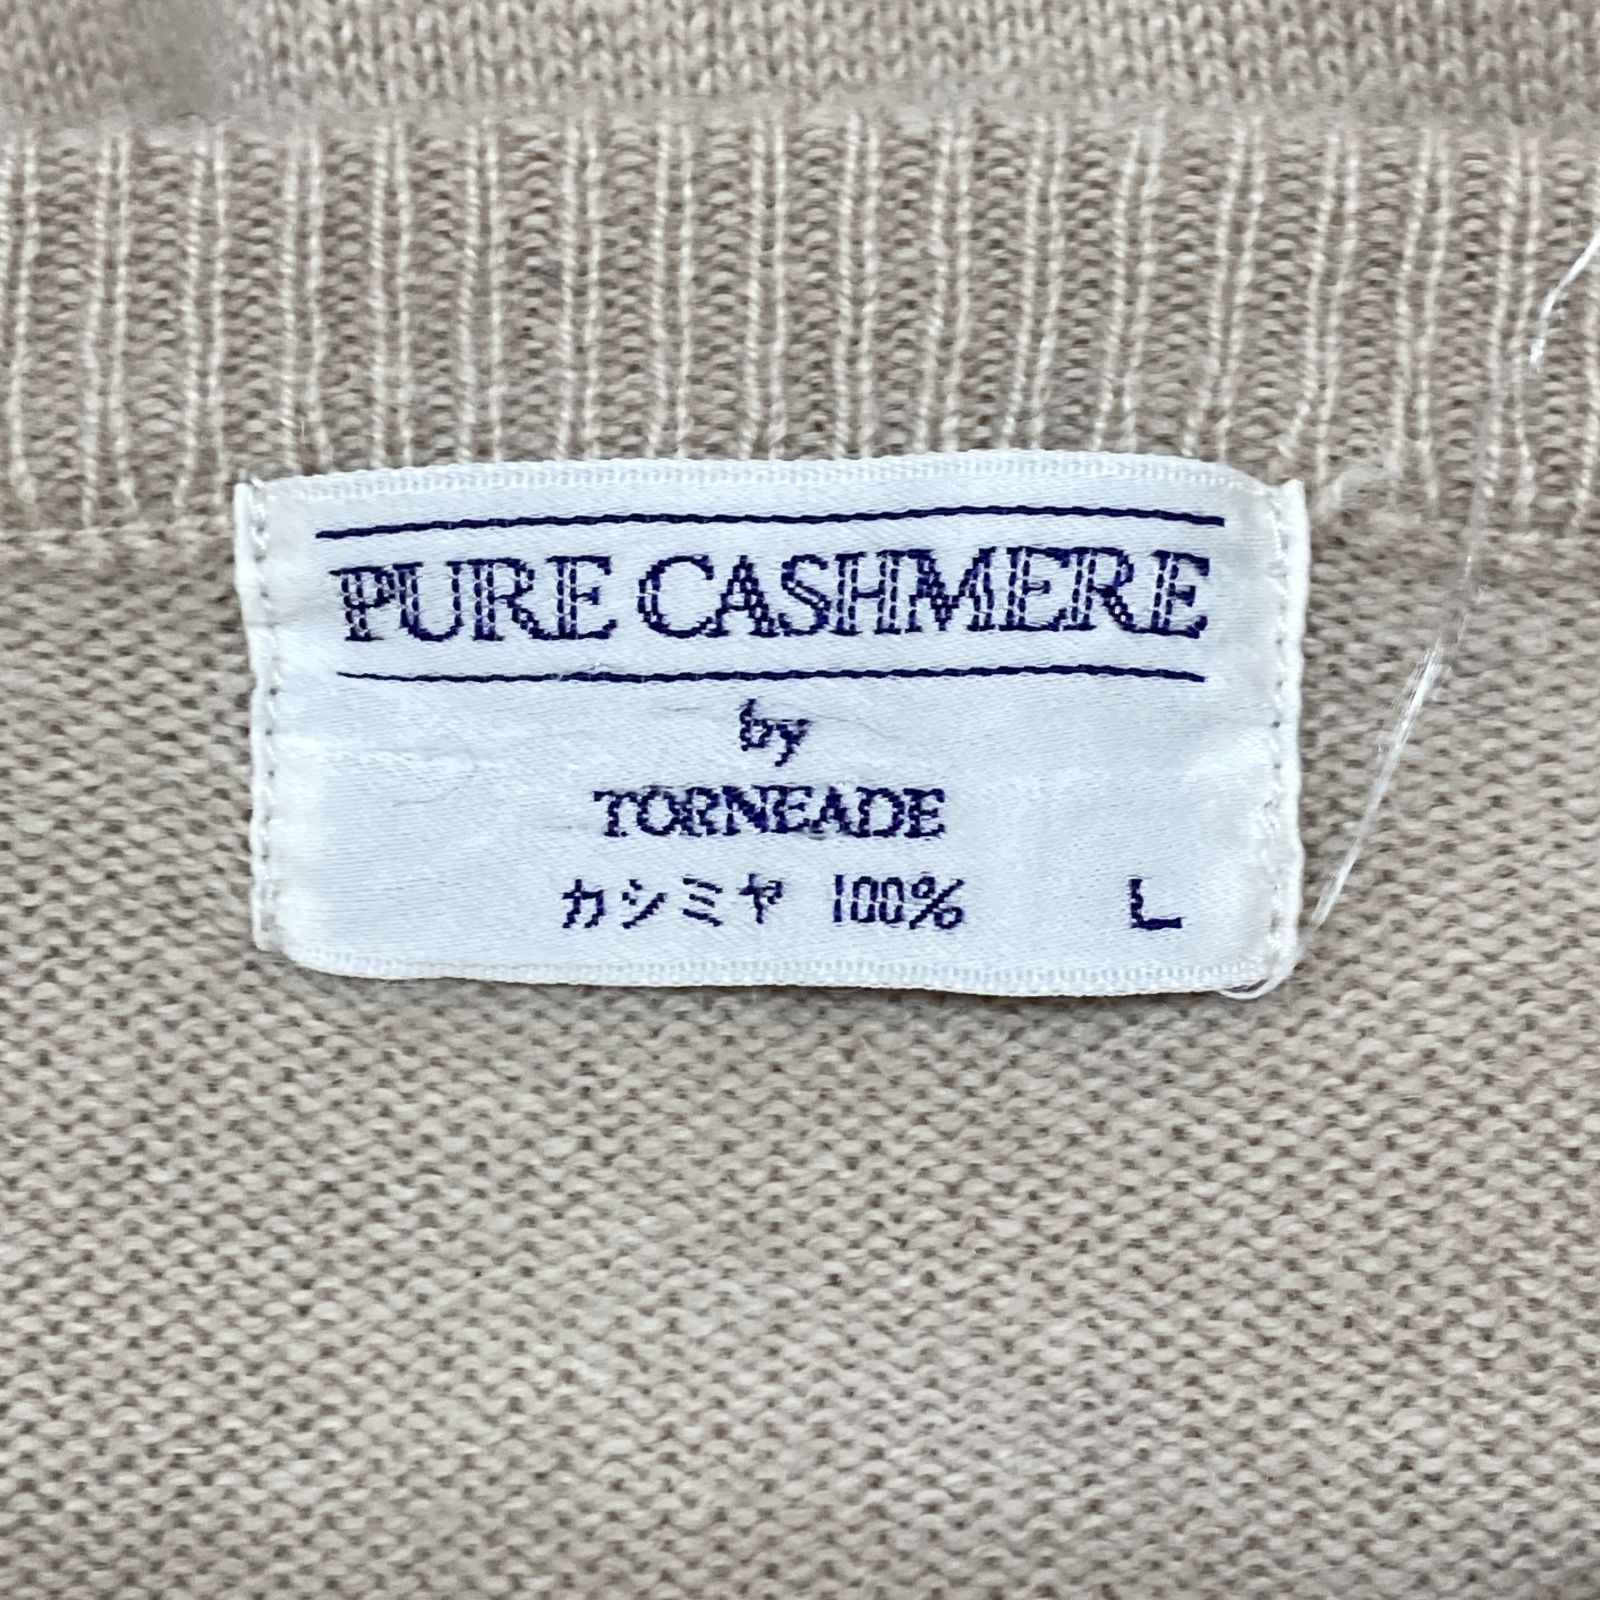 PURE CASHMERE
by
TORNEADE
カシミヤ 100% L